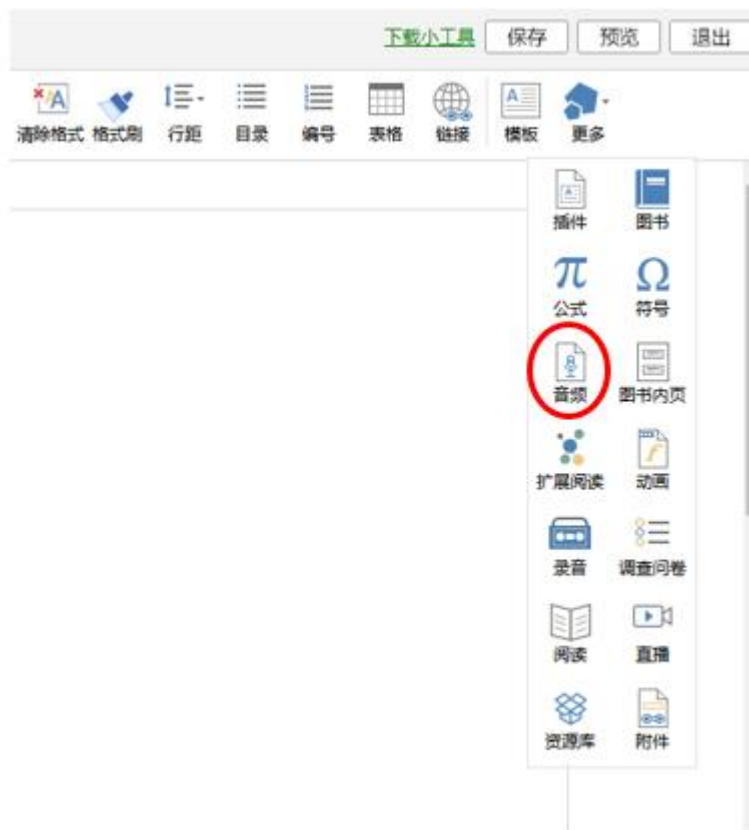 下载小工具 保存 预览 退出
清除格式 格式刷 行距 目录 编号 表格 链接 模板 更多
插件 图书
公式 符号
音频 图书内页
扩展阅读 动画
录音 调查问卷
阅读 直播
资源库 附件